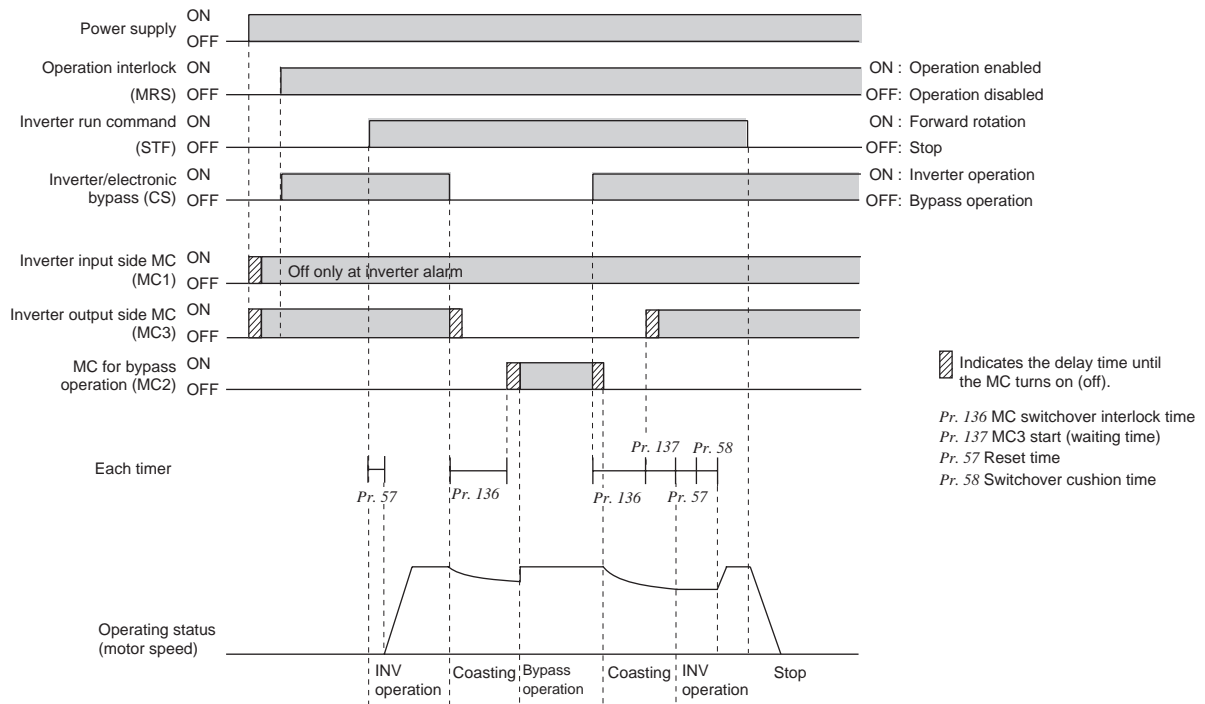 Power supply
ON
OFF
Operation interlock
(MRS)
ON
OFF
ON : Operation enabled
OFF: Operation disabled
Inverter run command
(STF)
ON
OFF
ON : Forward rotation
OFF: Stop
Inverter/electronic
bypass (CS)
ON
OFF
ON : Inverter operation
OFF: Bypass operation
Inverter input side MC
(MC1)
ON
OFF
Off only at inverter alarm
Inverter output side MC
(MC3)
ON
OFF
MC for bypass
operation (MC2)
ON
OFF
Indicates the delay time until
the MC turns on (off).
Pr. 136 MC switchover interlock time
Pr. 137 MC3 start (waiting time)
Pr. 57 Reset time
Pr. 58 Switchover cushion time
Each timer
Pr. 57
Pr. 136
Pr. 137
Pr. 58
Pr. 136
Pr. 57
Operating status
(motor speed)
INV
operation
Coasting
Bypass
operation
Coasting
INV
operation
Stop